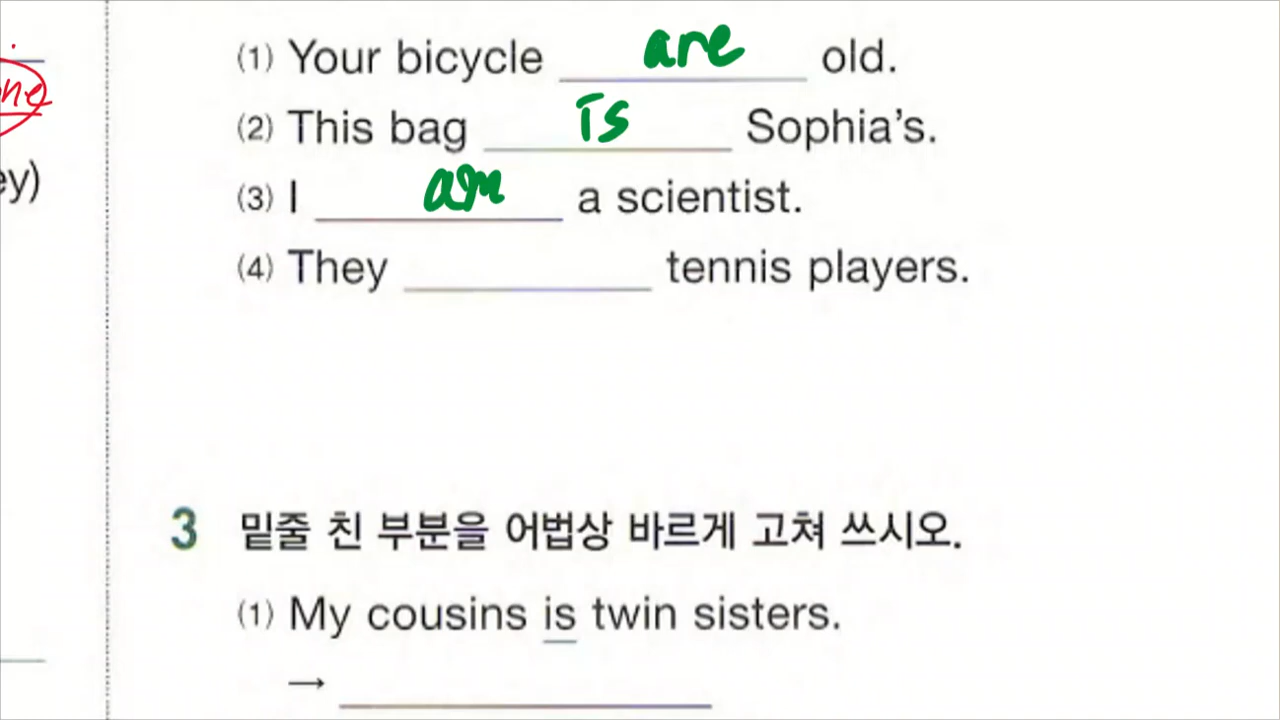 (1) Your bicycle are old.
(2) This bag is Sophia's.
(3) I am a scientist.
(4) They ________ tennis players.
3 밑줄 친 부분을 어법상 바르게 고쳐 쓰시오.
(1) My cousins is twin sisters.
→ ________